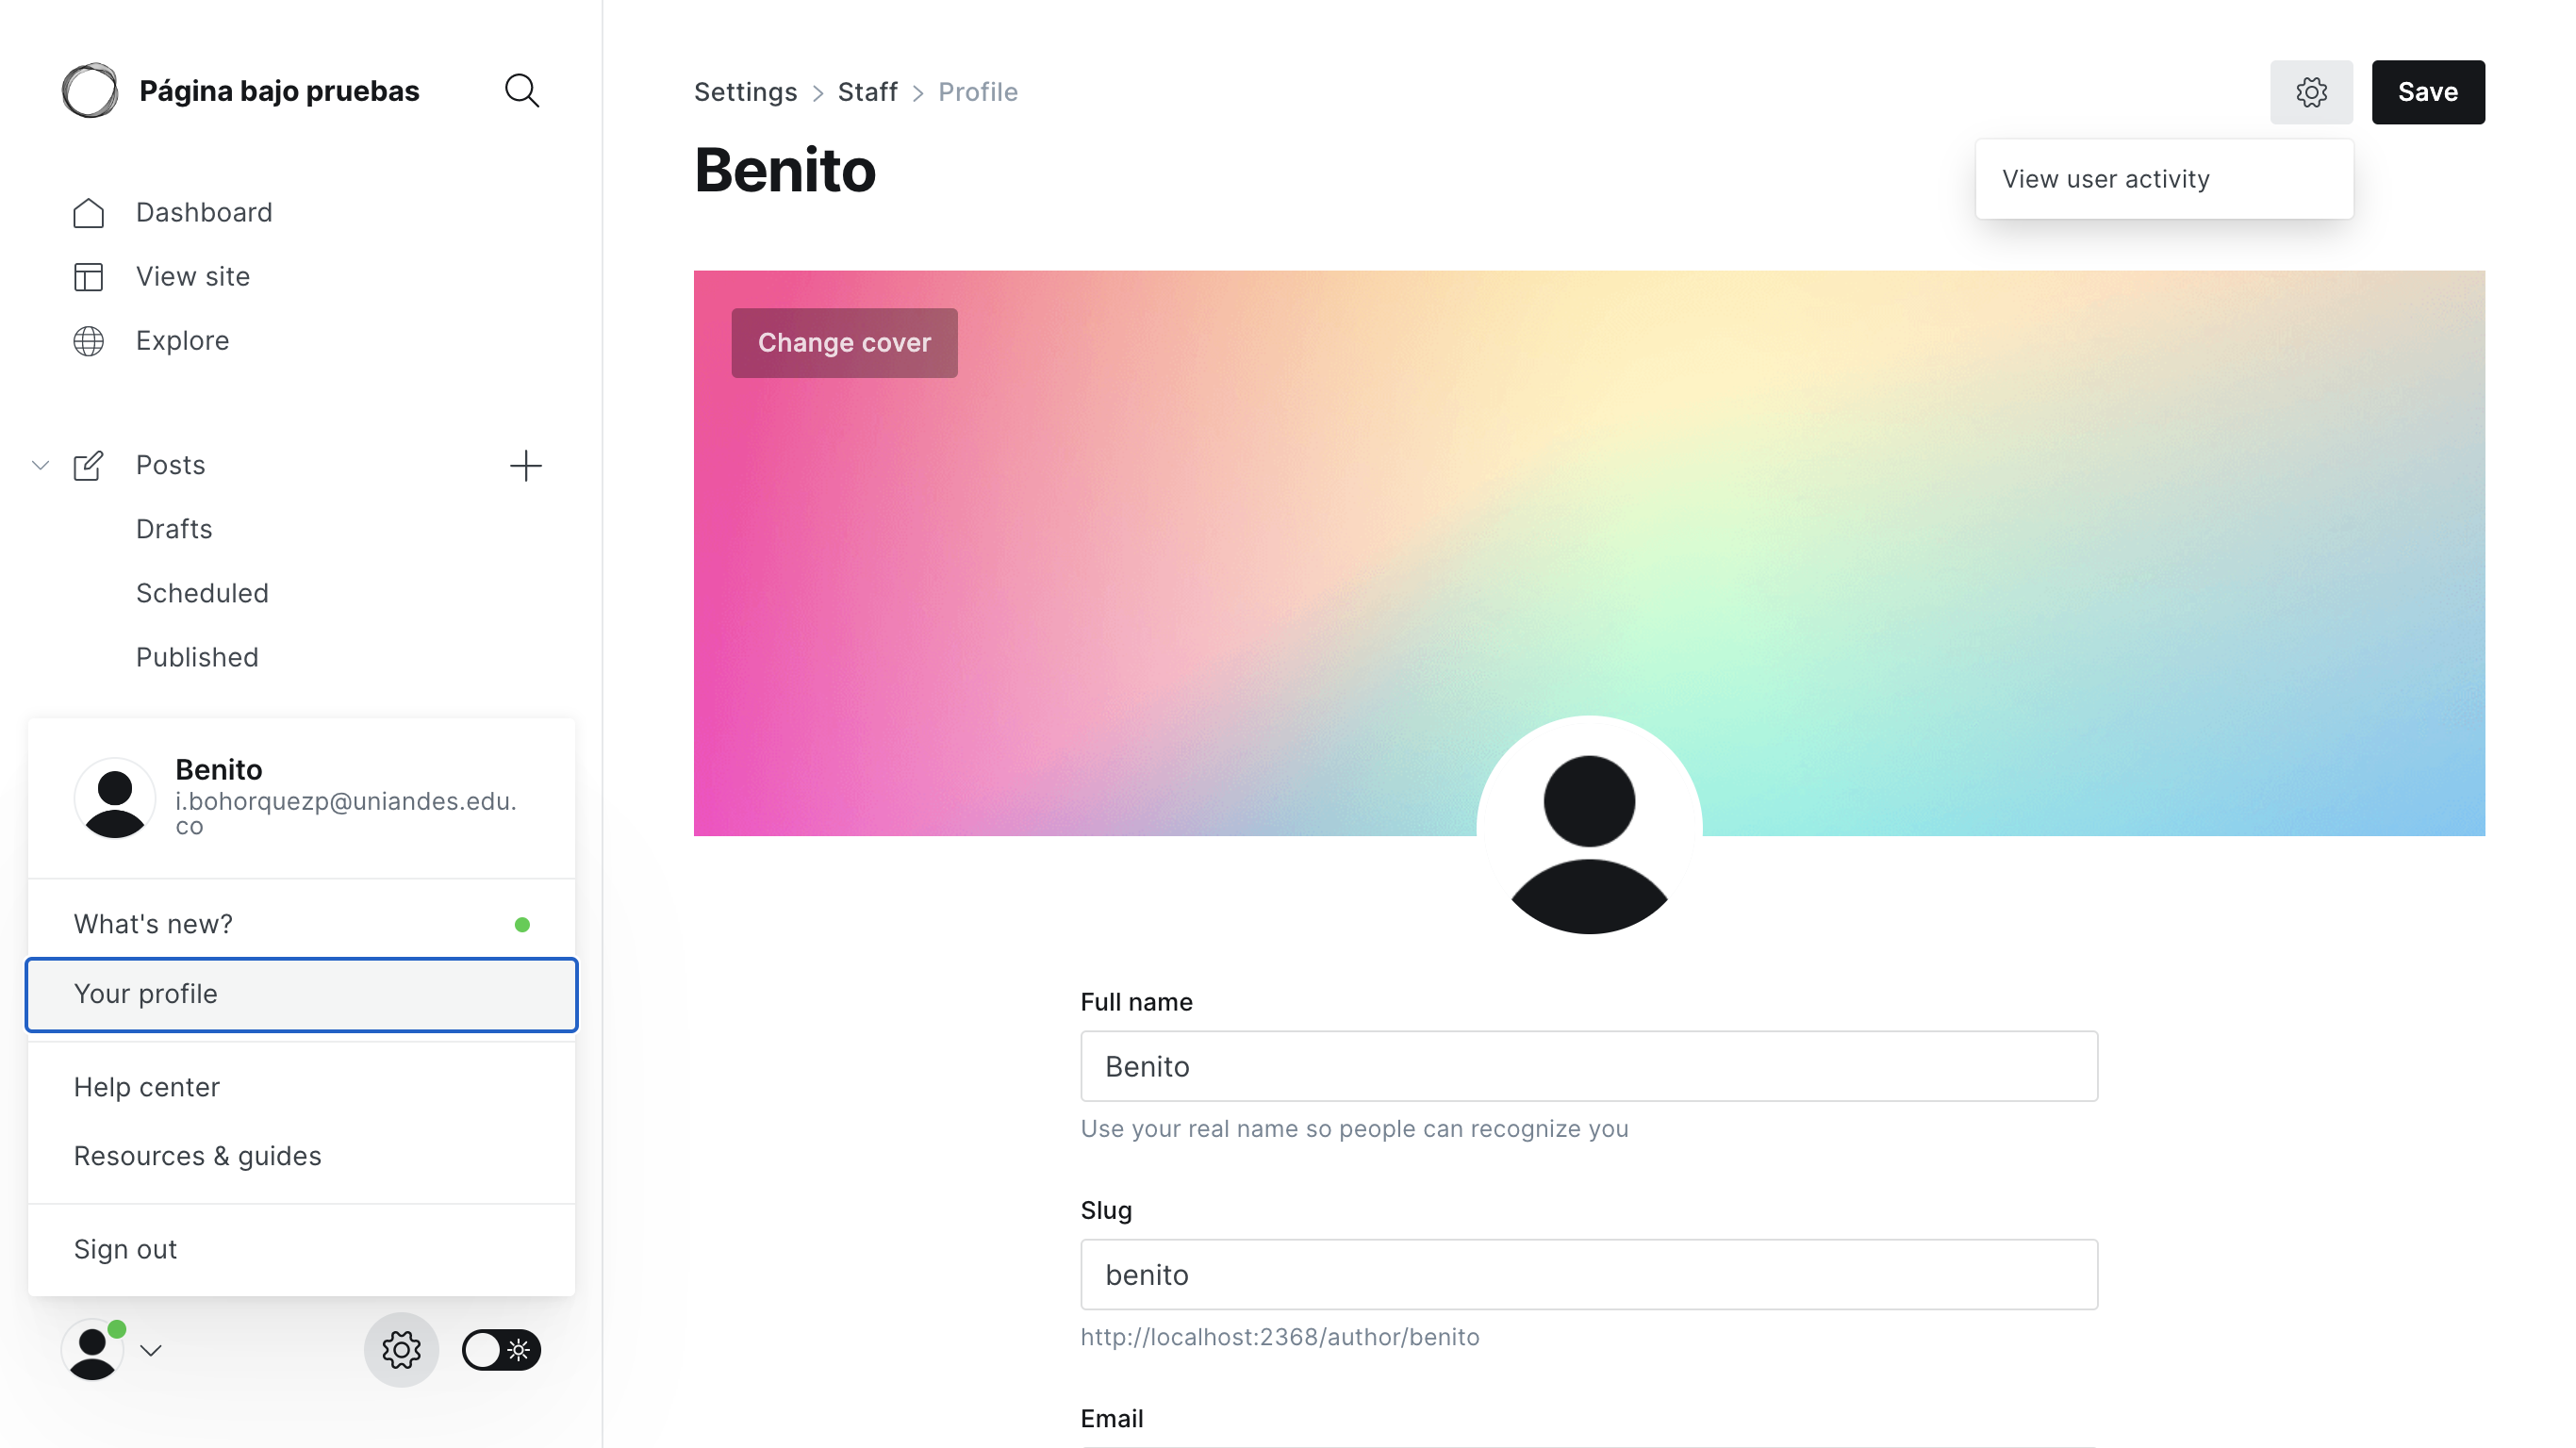 Página bajo pruebas
Dashboard
View site
Explore
Posts
Drafts
Scheduled
Published
Benito
i.bohorquezp@uniandes.edu.
co
What's new?
Your profile
Help center
Resources & guides
Sign out
Settings > Staff > Profile
Save
Benito
View user activity
Change cover
Full name
Benito
Use your real name so people can recognize you
Slug
benito
http://localhost:2368/author/benito
Email